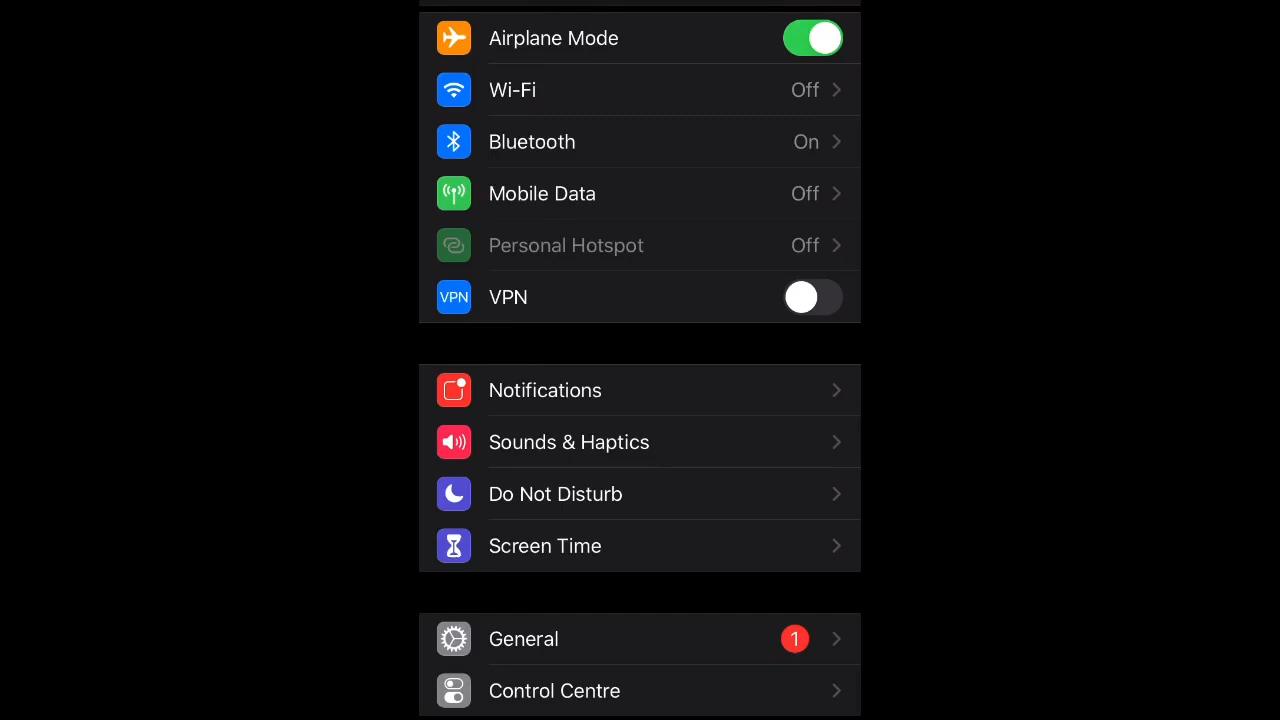 Airplane Mode
Wi-Fi Off
Bluetooth On
Mobile Data Off
Personal Hotspot Off
VPN VPN
Notifications
Sounds & Haptics
Do Not Disturb
Screen Time
General 1
Control Centre